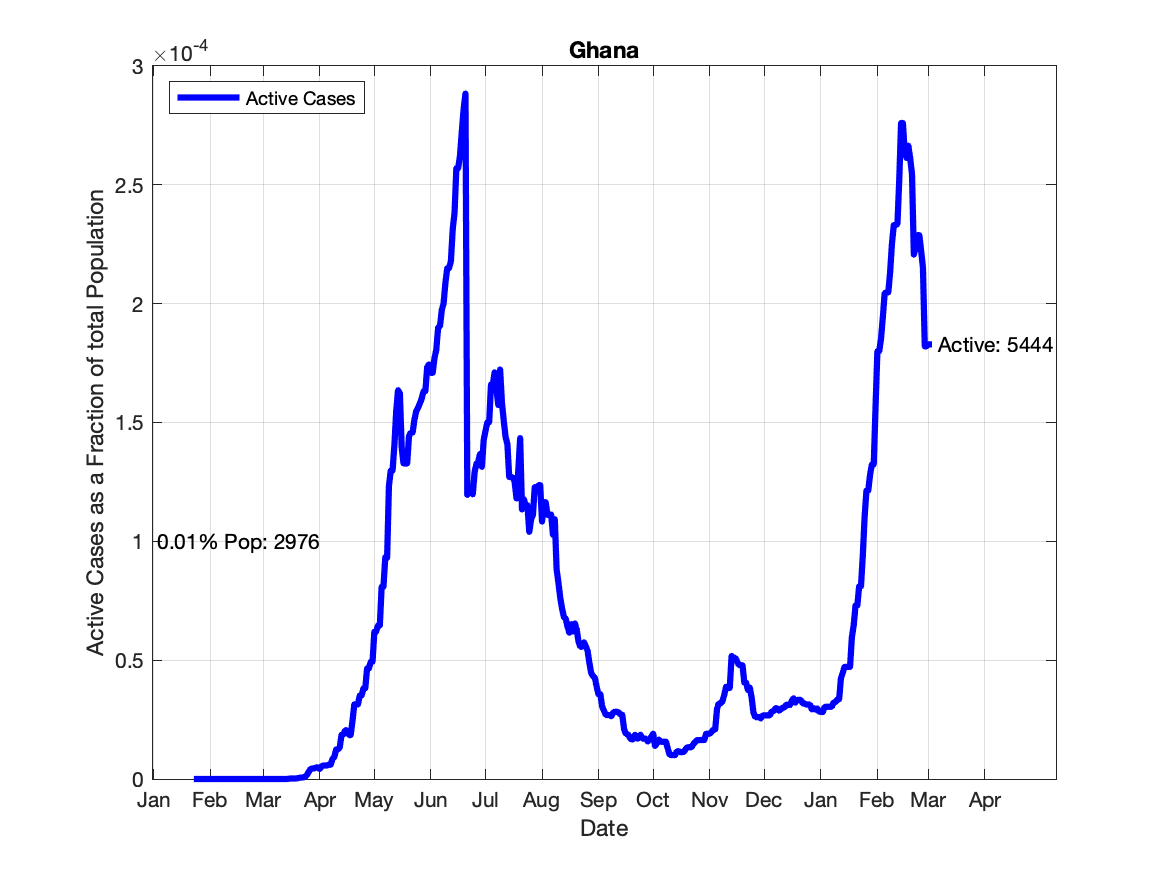 Ghana
×10-4
Active Cases
3
2.5
2
1.5
1
0.5
0
Active Cases as a Fraction of total Population
0.01% Pop: 2976
Active: 5444
Jan Feb Mar Apr May Jun Jul Aug Sep Oct Nov Dec Jan Feb Mar Apr
Date